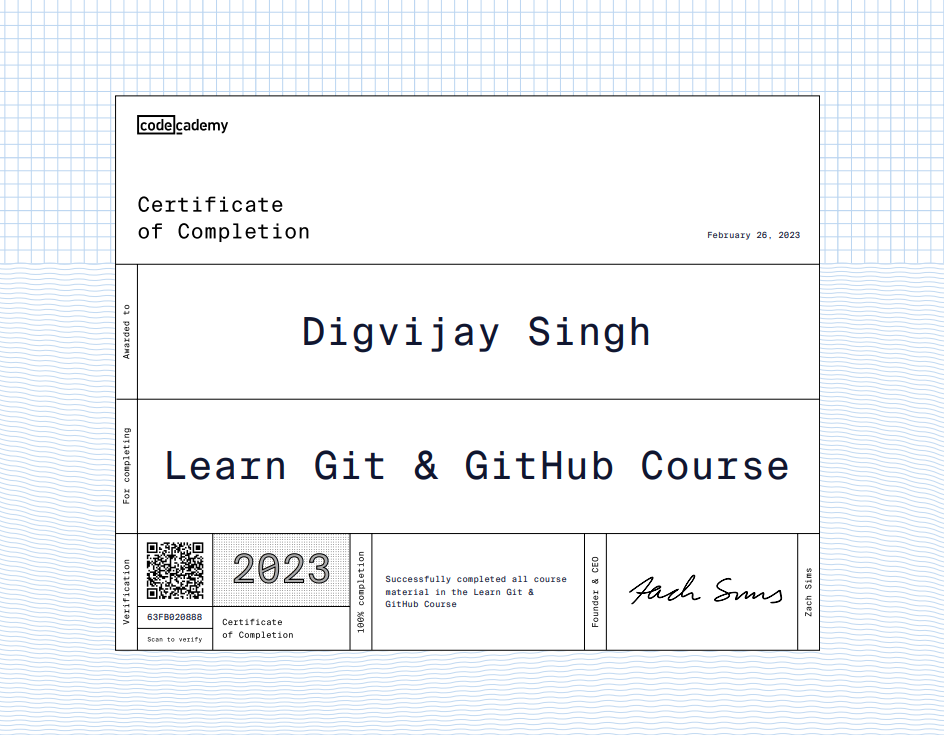 codecademy
Certificate
of Completion
February 26, 2023
Awarded to
Digvijay Singh
For completing
Learn Git & GitHub Course
Verification
63FB020888
Scan to verify
2023
Certificate
of Completion
100% completion
Successfully completed all course
material in the Learn Git &
GitHub Course
Founder & CEO
Zach Sims
Zach Sims